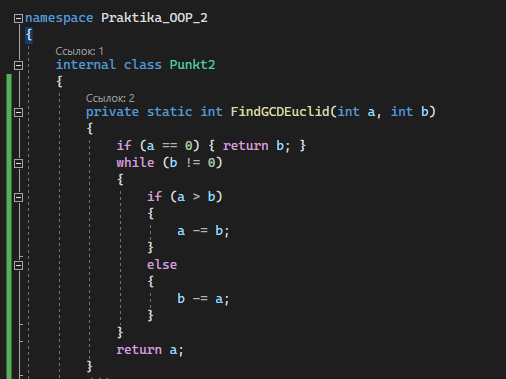 namespace Praktika_OOP_2
{
Ссылок: 1
internal class Punkt2
{
Ссылок: 2
private static int FindGCDEuclid(int a, int b)
{
if (a == 0) { return b; }
while (b != 0)
{
if (a > b)
{
a -= b;
}
else
{
b -= a;
}
}
return a;
}